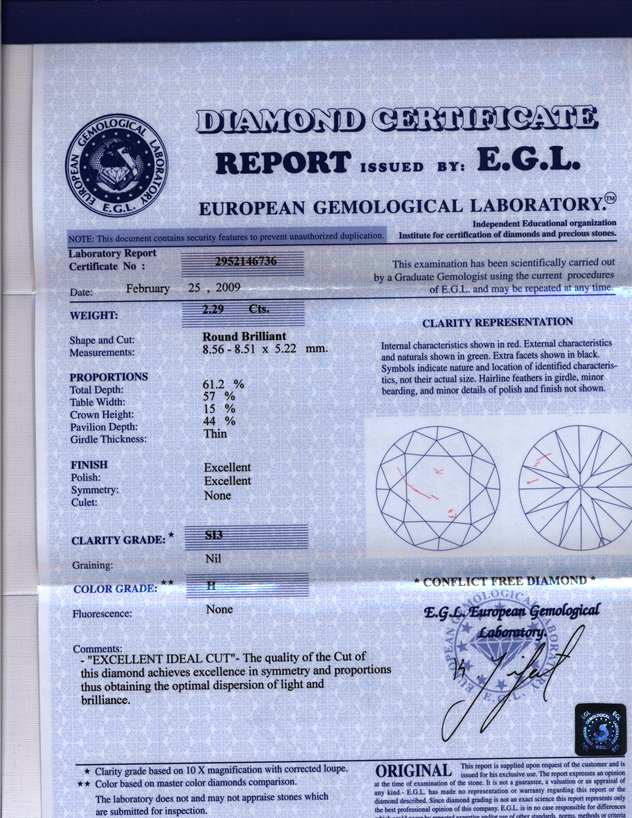 EUROPEAN GEMOLOGICAL LABORATORY
E.G.L.
DIAMOND CERTIFICATE
REPORT ISSUED BY: E.G.L.
EUROPEAN GEMOLOGICAL LABORATORY.™
Independent Educational organization
Institute for certification of diamonds and precious stones.
NOTE: This document contains security features to prevent unauthorized duplication.
Laboratory Report
Certificate No : 2952146736
Date: February 25 , 2009
This examination has been scientifically carried out
by a Graduate Gemologist using the current procedures
of E.G.L. and may be repeated at any time.
WEIGHT: 2.29 Cts.
Shape and Cut: Round Brilliant
Measurements: 8.56 - 8.51 x 5.22 mm.
PROPORTIONS
Total Depth: 61.2 %
Table Width: 57 %
Crown Height: 15 %
Pavilion Depth: 44 %
Girdle Thickness: Thin
FINISH
Polish: Excellent
Symmetry: Excellent
Culet: None
CLARITY GRADE: * SI3
Graining: Nil
COLOR GRADE: ** H
Fluorescence: None
Comments:
- "EXCELLENT IDEAL CUT"- The quality of the Cut of
this diamond achieves excellence in symmetry and proportions
thus obtaining the optimal dispersion of light and
brilliance.
CLARITY REPRESENTATION
Internal characteristics shown in red. External characteristics
and naturals shown in green. Extra facets shown in black.
Symbols indicate nature and location of identified characteris-
tics, not their actual size. Hairline feathers in girdle, minor
bearding, and minor details of polish and finish not shown.
* CONFLICT FREE DIAMOND *
E.G.L. European Gemological
Laboratory.
EGL EGL
E.G.L.
★ Clarity grade based on 10 X magnification with corrected loupe.
★★ Color based on master color diamonds comparison.
The laboratory does not and may not appraise stones which
are submitted for inspection.
ORIGINAL This report is supplied upon request of the customer and is
issued for his exclusive use. The report expresses an opinion
at the time of examination of the stone. It is not a guarantee, a valuation or an appraisal of
any kind.- E.G.L. has made no representation or warranty regarding this report or the
diamond described. Since diamond grading is not an exact science this report represents only
the best professional opinion of this company. E.G.L. is in no case responsible for differences